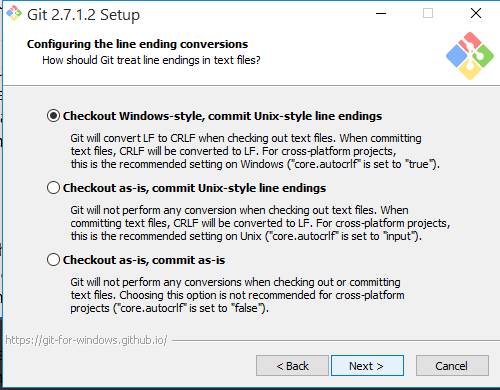 Git 2.7.1.2 Setup
Configuring the line ending conversions
How should Git treat line endings in text files?
Checkout Windows-style, commit Unix-style line endings
Git will convert LF to CRLF when checking out text files. When committing
text files, CRLF will be converted to LF. For cross-platform projects,
this is the recommended setting on Windows ("core.autocrlf" is set to "true").
Checkout as-is, commit Unix-style line endings
Git will not perform any conversion when checking out text files. When
committing text files, CRLF will be converted to LF. For cross-platform projects,
this is the recommended setting on Unix ("core.autocrlf" is set to "input").
Checkout as-is, commit as-is
Git will not perform any conversions when checking out or committing
text files. Choosing this option is not recommended for cross-platform
projects ("core.autocrlf" is set to "false").
https://git-for-windows.github.io/
< Back
Next >
Cancel